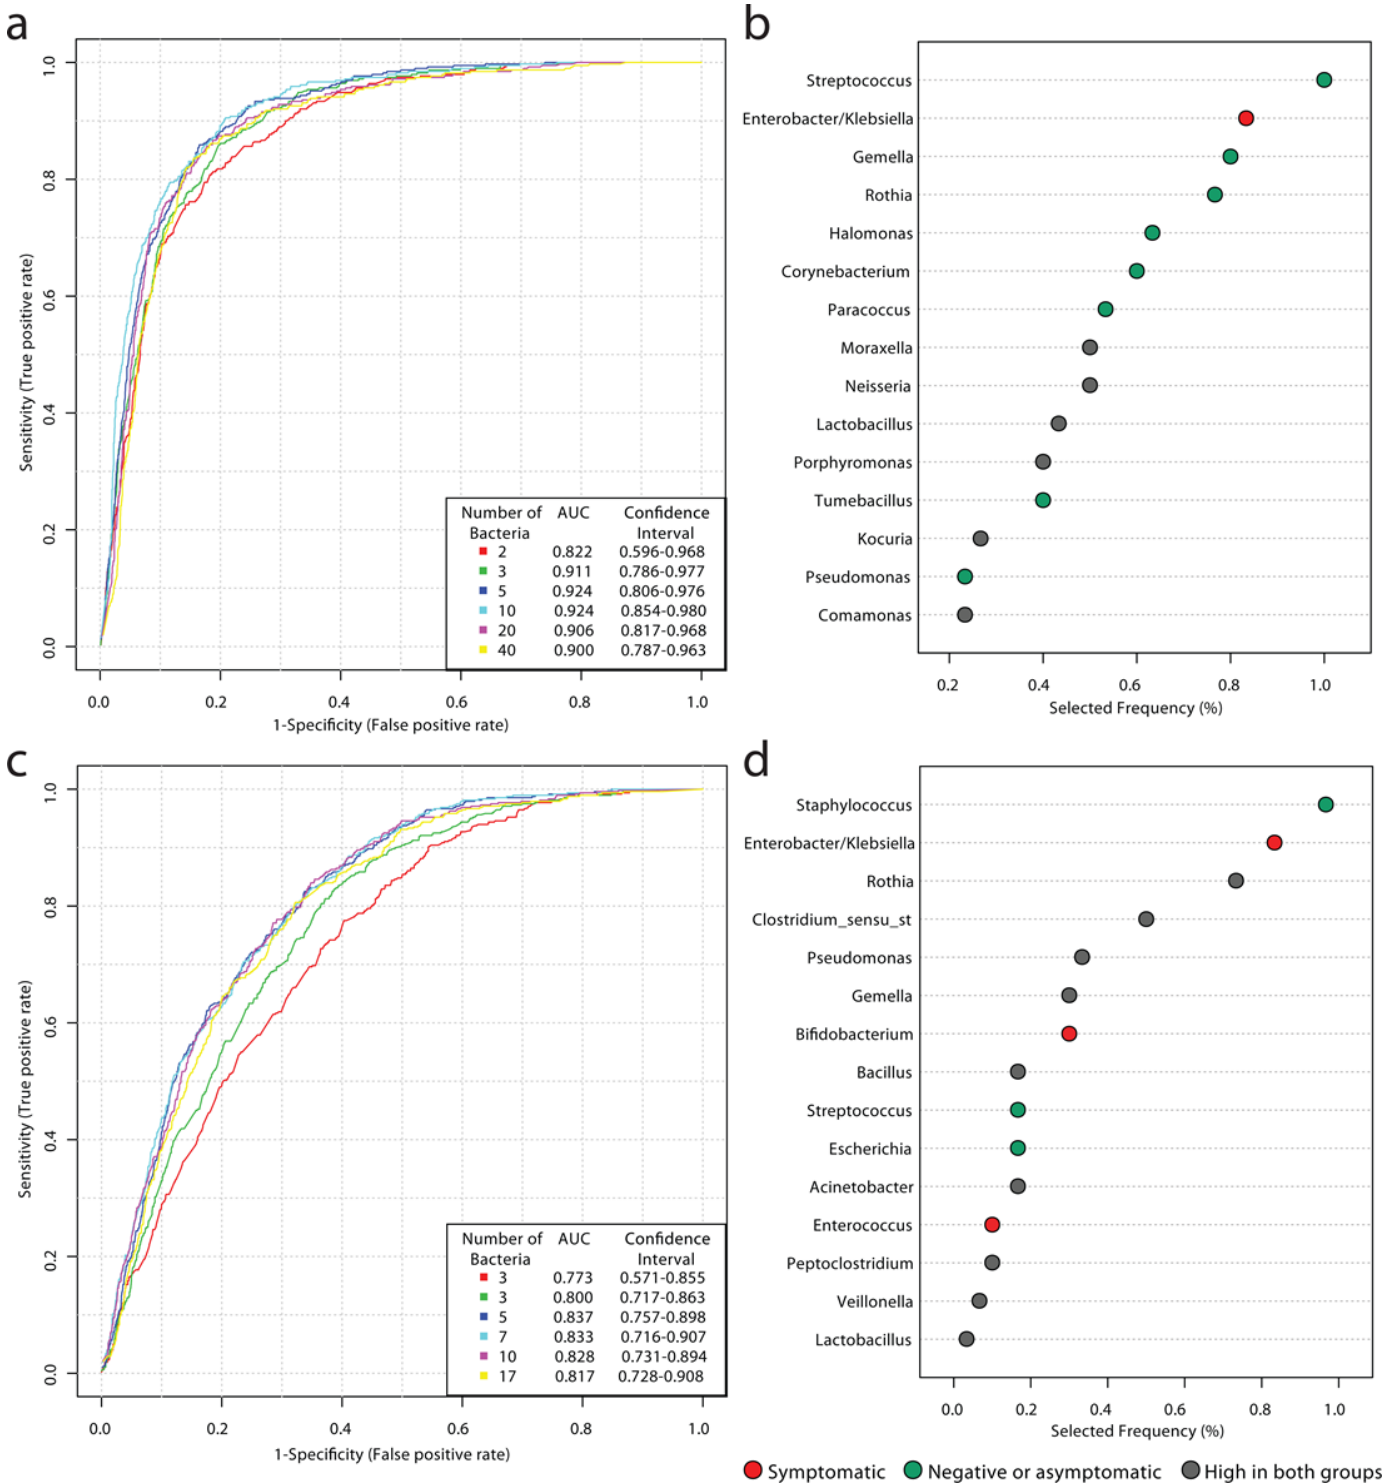 a
1.0
0.8
0.6
0.4
0.2
0.0
Sensitivity (True positive rate)
Number of Bacteria AUC Confidence Interval
2 0.822 0.596-0.968
3 0.911 0.786-0.977
5 0.924 0.806-0.976
10 0.924 0.854-0.980
20 0.906 0.817-0.968
40 0.900 0.787-0.963
0.0 0.2 0.4 0.6 0.8 1.0
1-Specificity (False positive rate)
b
Streptococcus
Enterobacter/Klebsiella
Gemella
Rothia
Halomonas
Corynebacterium
Paracoccus
Moraxella
Neisseria
Lactobacillus
Porphyromonas
Tumebacillus
Kocuria
Pseudomonas
Comamonas
0.2 0.4 0.6 0.8 1.0
Selected Frequency (%)
c
1.0
0.8
0.6
0.4
0.2
0.0
Sensitivity (True positive rate)
Number of Bacteria AUC Confidence Interval
3 0.773 0.571-0.855
3 0.800 0.717-0.863
5 0.837 0.757-0.898
7 0.833 0.716-0.907
10 0.828 0.731-0.894
17 0.817 0.728-0.908
0.0 0.2 0.4 0.6 0.8 1.0
1-Specificity (False positive rate)
d
Staphylococcus
Enterobacter/Klebsiella
Rothia
Clostridium_sensu_st
Pseudomonas
Gemella
Bifidobacterium
Bacillus
Streptococcus
Escherichia
Acinetobacter
Enterococcus
Peptoclostridium
Veillonella
Lactobacillus
0.0 0.2 0.4 0.6 0.8 1.0
Selected Frequency (%)
Symptomatic Negative or asymptomatic High in both groups